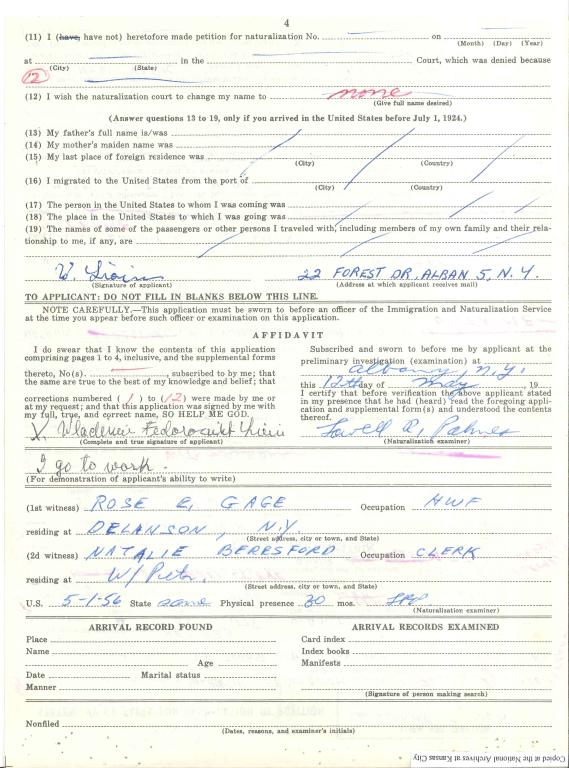 4
(11) I (have, have not) heretofore made petition for naturalization No. on
(Month) (Day) (Year)
at in the Court, which was denied because
(City) (State)
12
(12) I wish the naturalization court to change my name to none
(Give full name desired)
(Answer questions 13 to 19, only if you arrived in the United States before July 1, 1924.)
(13) My father's full name is/was
(14) My mother's maiden name was
(15) My last place of foreign residence was
(City) (Country)
(16) I migrated to the United States from the port of
(City) (Country)
(17) The person in the United States to whom I was coming was
(18) The place in the United States to which I was going was
(19) The names of some of the passengers or other persons I traveled with, including members of my own family and their rela-
tionship to me, if any, are
W. 22 FOREST DR, ALBAN 5, N.Y.
(Signature of applicant) (Address at which applicant receives mail)
TO APPLICANT: DO NOT FILL IN BLANKS BELOW THIS LINE.
NOTE CAREFULLY.—This application must be sworn to before an officer of the Immigration and Naturalization Service
at the time you appear before such officer or examination on this application.
AFFIDAVIT
I do swear that I know the contents of this application
comprising pages 1 to 4, inclusive, and the supplemental forms
thereto, No(s). , subscribed to by me; that
the same are true to the best of my knowledge and belief; that
corrections numbered (1) to (12) were made by me or
at my request; and that this application was signed by me with
my full, true, and correct name, SO HELP ME GOD.
X
(Complete and true signature of applicant)
Subscribed and sworn to before me by applicant at the
preliminary investigation (examination) at
Albany, N.Y.
this 12th day of May, 19
I certify that before verification the above applicant stated
in my presence that he had (heard) read the foregoing appli-
cation and supplemental form(s) and understood the contents
thereof.
Lowell R. Palmer
(Naturalization examiner)
I go to work.
(For demonstration of applicant's ability to write)
(1st witness) ROSE E. GAGE Occupation HWF
residing at DELANSON, N.Y.
(Street address, city or town, and State)
(2d witness) NATALIE BERESFORD Occupation CLERK
residing at W/ Petr.
(Street address, city or town, and State)
U.S. 5-1-56 State same Physical presence 30 mos. LRP
(Naturalization examiner)
ARRIVAL RECORD FOUND
Place
Name
Age
Date Marital status
Manner
ARRIVAL RECORDS EXAMINED
Card index
Index books
Manifests
(Signature of person making search)
Nonfiled
(Dates, reasons, and examiner's initials)
Copied at the National Archives at Kansas City